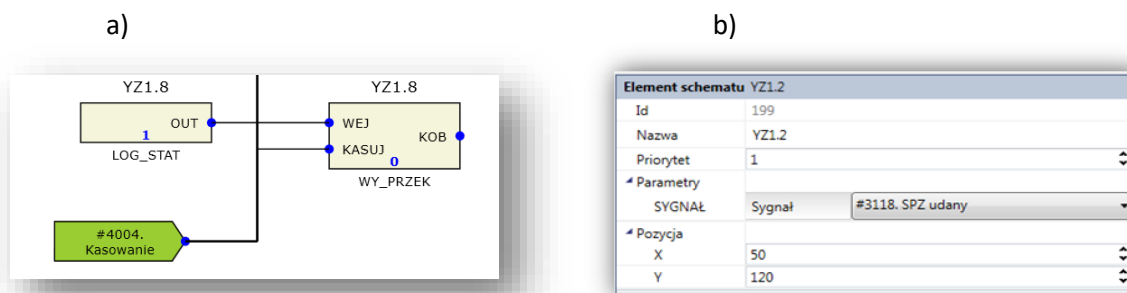 a)
YZ1.8 YZ1.8
OUT WEJ
1 KOB
LOG_STAT KASUJ
0
WY_PRZEK
#4004.
Kasowanie
b)
Element schematu YZ1.2
Id 199
Nazwa YZ1.2
Priorytet 1
Parametry
SYGNAŁ Sygnał #3118. SPZ udany
Pozycja
X 50
Y 120